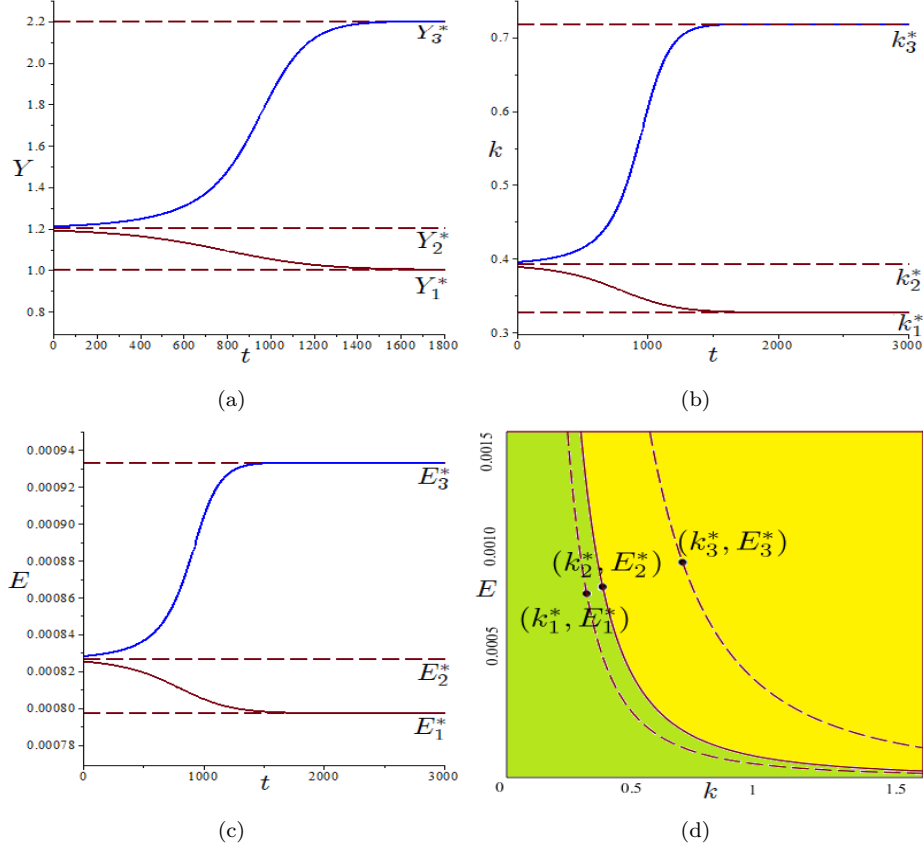 2.2
2.0
1.8
1.6
1.4
1.2
1.0
0.8
Y
Y₃*
Y₂*
Y₁*
0 200 400 600 800 1000 1200 1400 1600 1800
t
(a)
0.7
0.6
0.5
0.4
0.3
k
k₃*
k₂*
k₁*
0 1000 2000 3000
t
(b)
0.00094
0.00092
0.00090
0.00088
0.00086
0.00084
0.00082
0.00080
0.00078
E
E₃*
E₂*
E₁*
0 1000 2000 3000
t
(c)
0.0015
0.0010
0.0005
E
(k₃*, E₃*)
(k₂*, E₂*)
(k₁*, E₁*)
0 0.5 k 1 1.5
(d)